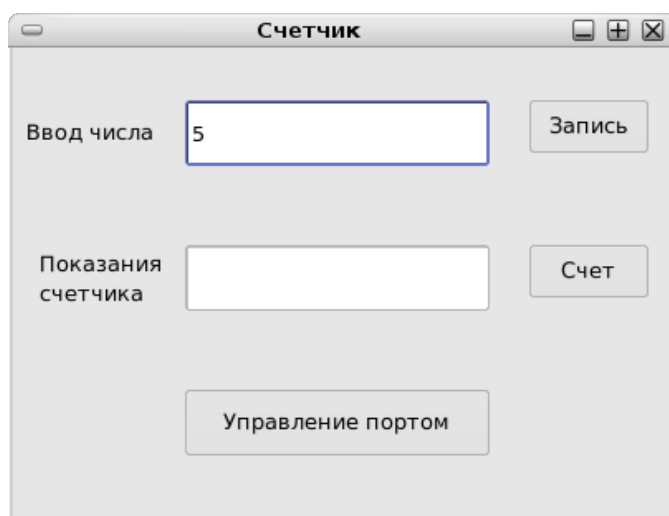 Счетчик
Ввод числа
5
Запись
Показания
счетчика
Счет
Управление портом